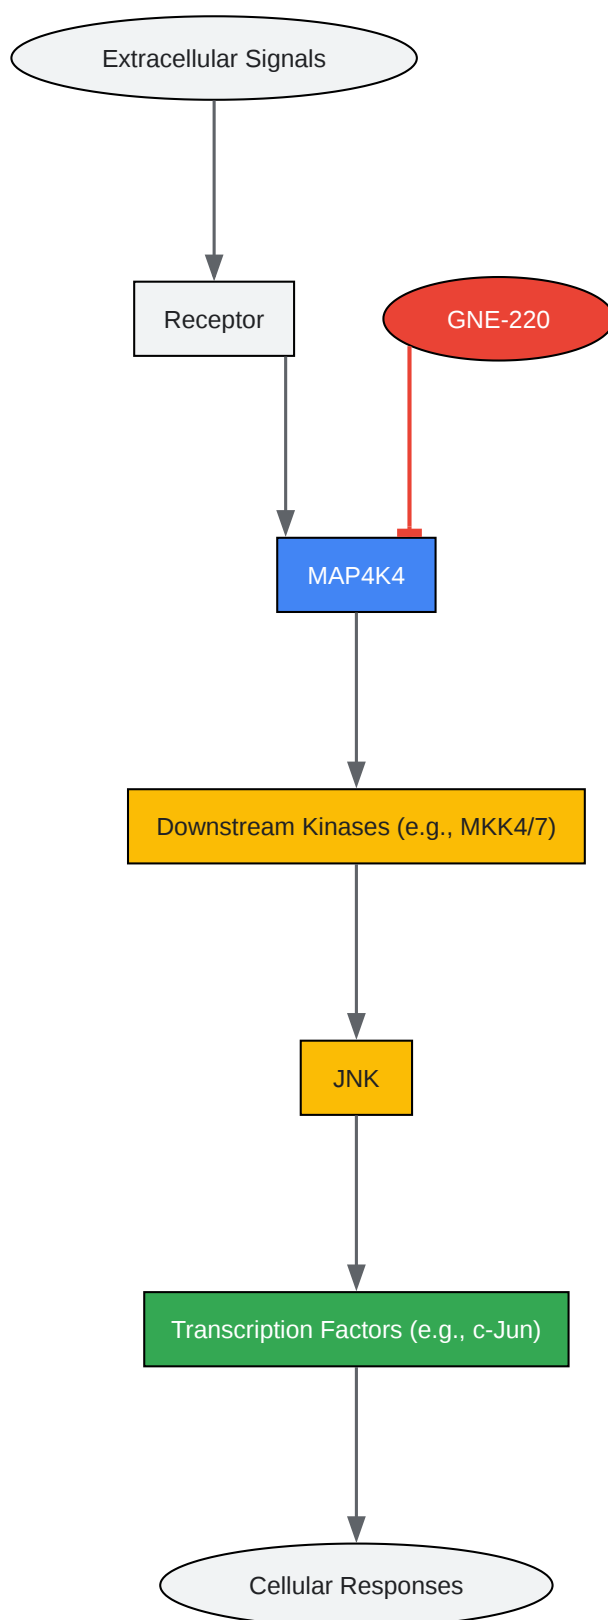 Extracellular Signals
Receptor
GNE-220
MAP4K4
Downstream Kinases (e.g., MKK4/7)
JNK
Transcription Factors (e.g., c-Jun)
Cellular Responses